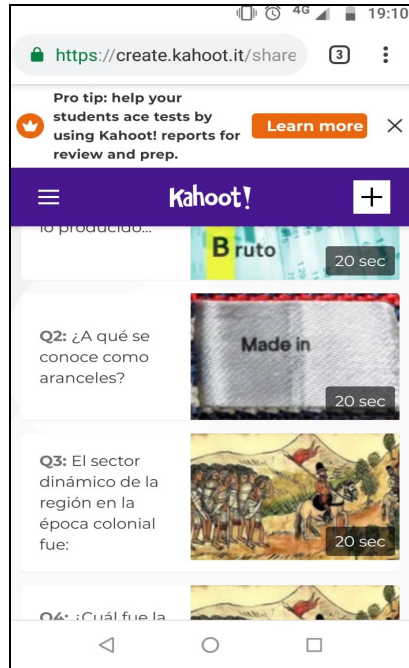 4G 19:10
https://create.kahoot.it/share 3
Pro tip: help your
students ace tests by
using Kahoot! reports for
review and prep.
Learn more
Kahoot!
lo producido...
B ruto
20 sec
Q2: ¿A qué se
conoce como
aranceles?
Made in
20 sec
Q3: El sector
dinámico de la
región en la
época colonial
fue:
20 sec
Q4: ¿Cuál fue la